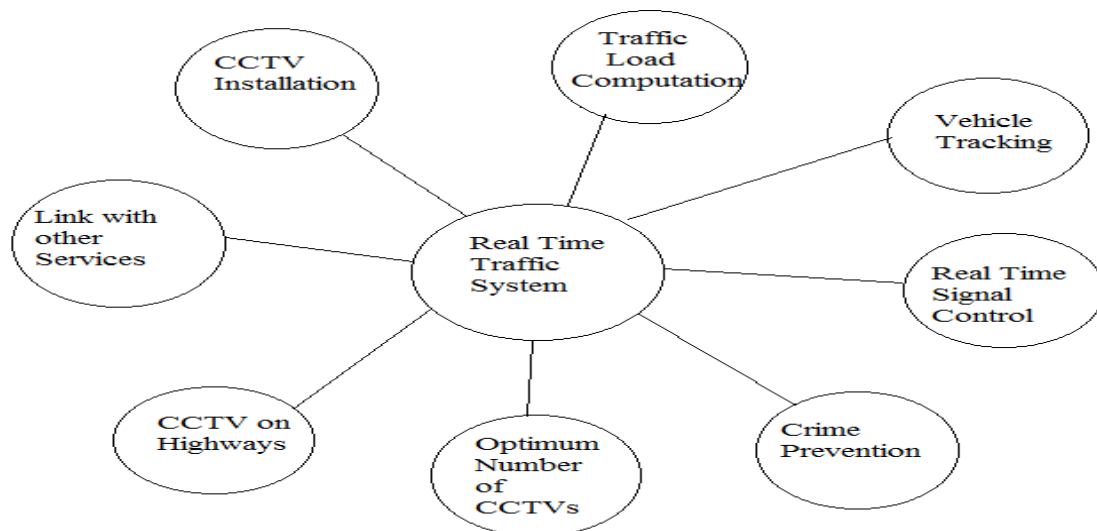 CCTV
Installation
Traffic
Load
Computation
Vehicle
Tracking
Link with
other
Services
Real Time
Traffic
System
Real Time
Signal
Control
CCTV on
Highways
Optimum
Number
of
CCTVs
Crime
Prevention